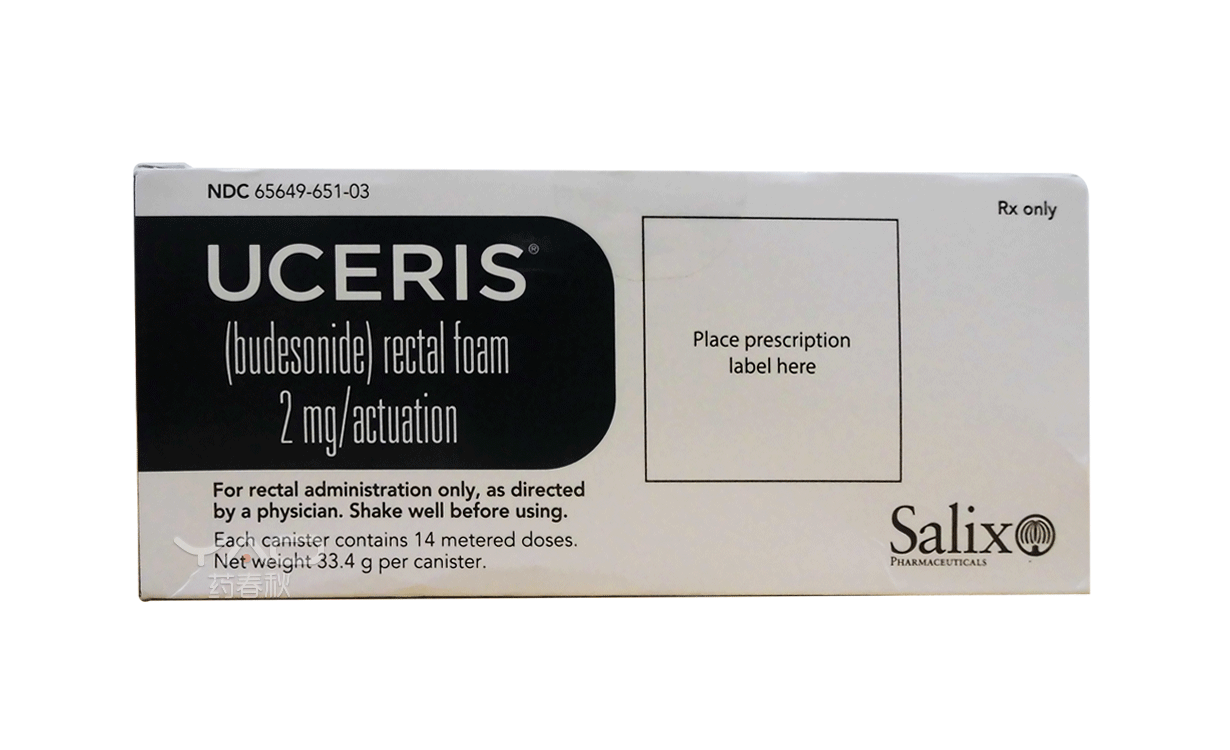 NDC 65649-651-03
Rx only
UCERIS®
(budesonide) rectal foam
2 mg/actuation
Place prescription
label here
For rectal administration only, as directed
by a physician. Shake well before using.
Each canister contains 14 metered doses.
Net weight 33.4 g per canister.
Salix
PHARMACEUTICALS
药春秋